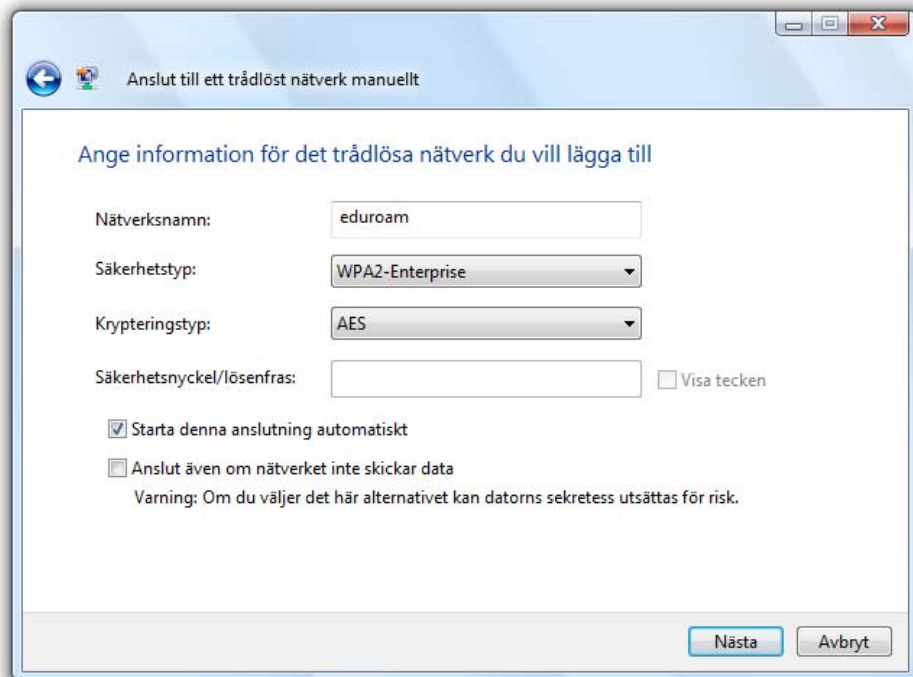 Anslut till ett trådlöst nätverk manuellt
Ange information för det trådlösa nätverk du vill lägga till
Nätverksnamn: eduroam
Säkerhetstyp: WPA2-Enterprise
Krypteringstyp: AES
Säkerhetsnyckel/lösenfras: Visa tecken
Starta denna anslutning automatiskt
Anslut även om nätverket inte skickar data
Varning: Om du väljer det här alternativet kan datorns sekretess utsättas för risk.
Nästa Avbryt